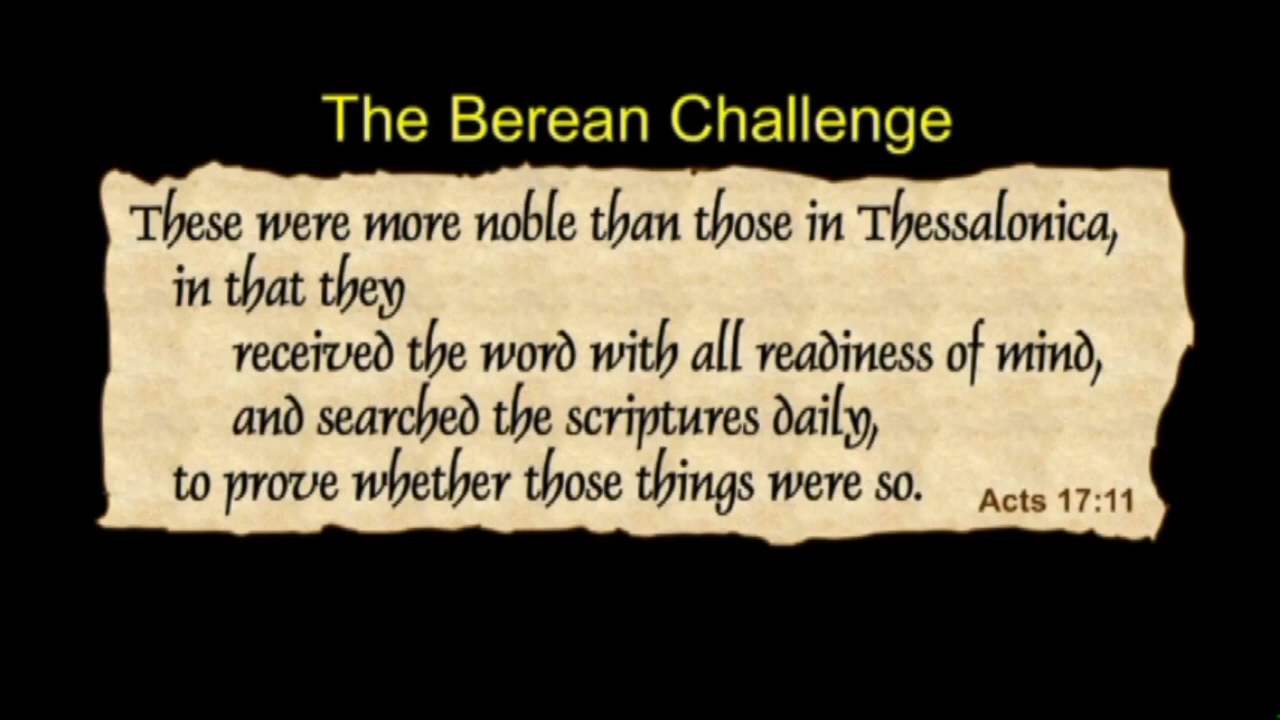 The Berean Challenge
These were more noble than those in Thessalonica,
in that they
received the word with all readiness of mind,
and searched the scriptures daily,
to prove whether those things were so.
Acts 17:11